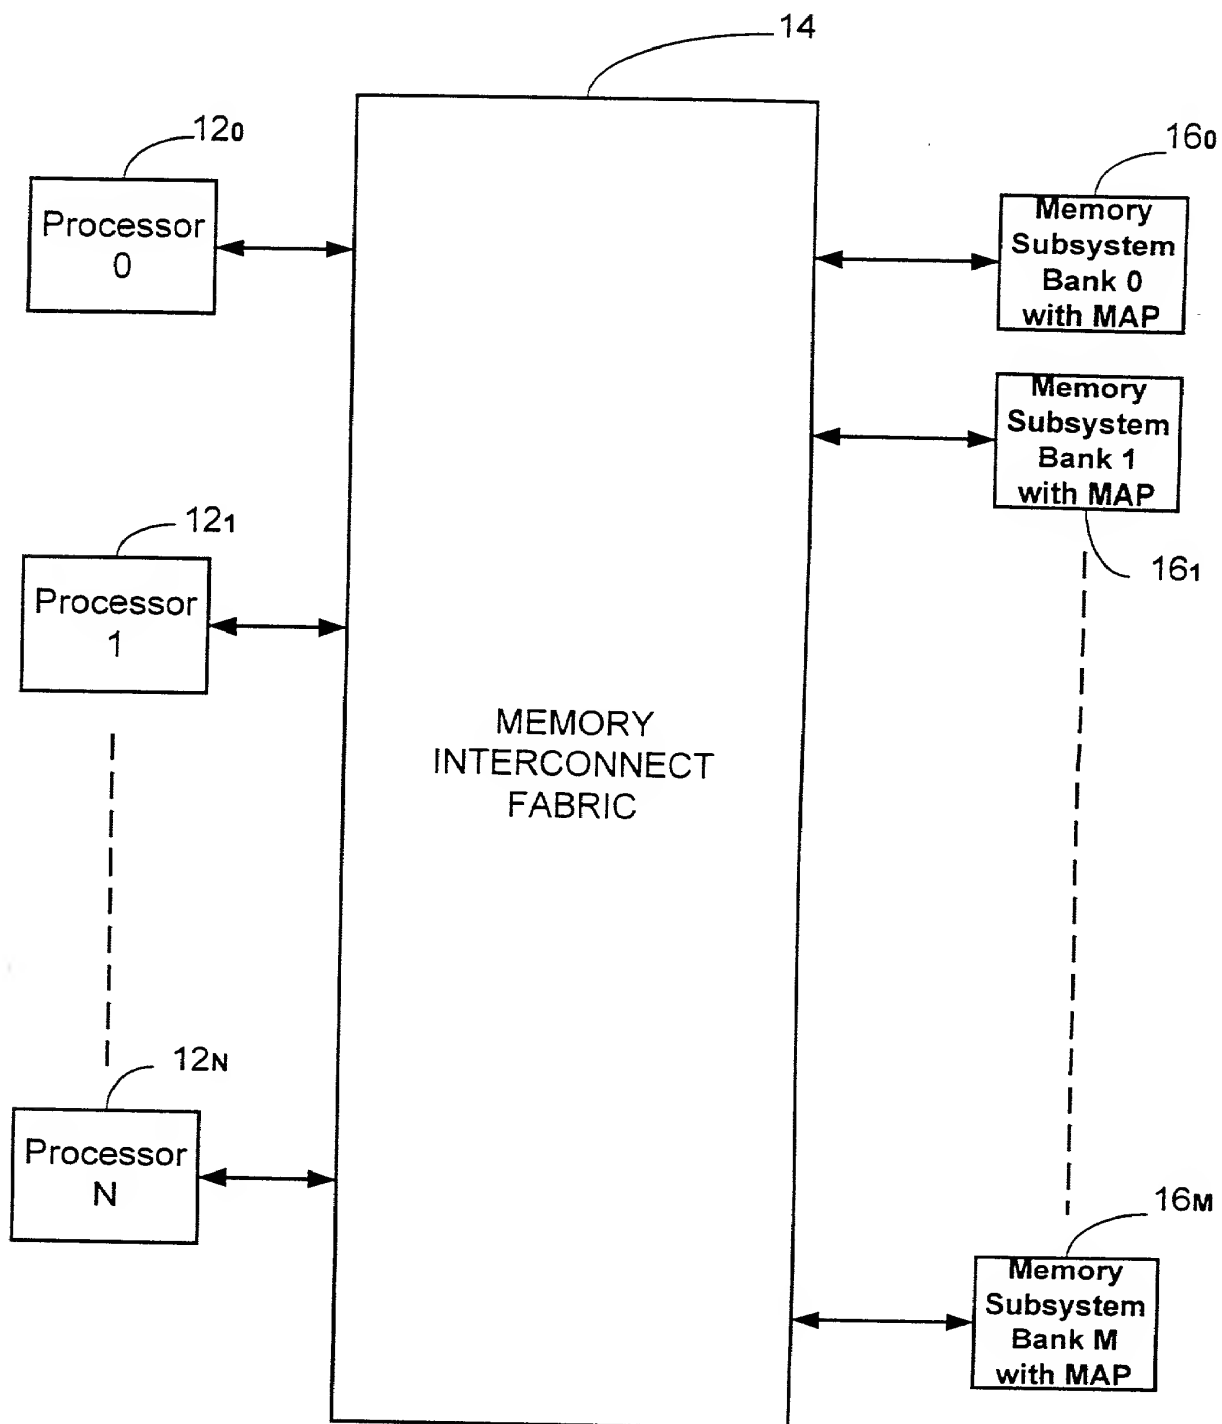 14
12₀
Processor
0
16₀
Memory
Subsystem
Bank 0
with MAP
Memory
Subsystem
Bank 1
with MAP
16₁
12₁
Processor
1
MEMORY
INTERCONNECT
FABRIC
12N
Processor
N
16M
Memory
Subsystem
Bank M
with MAP